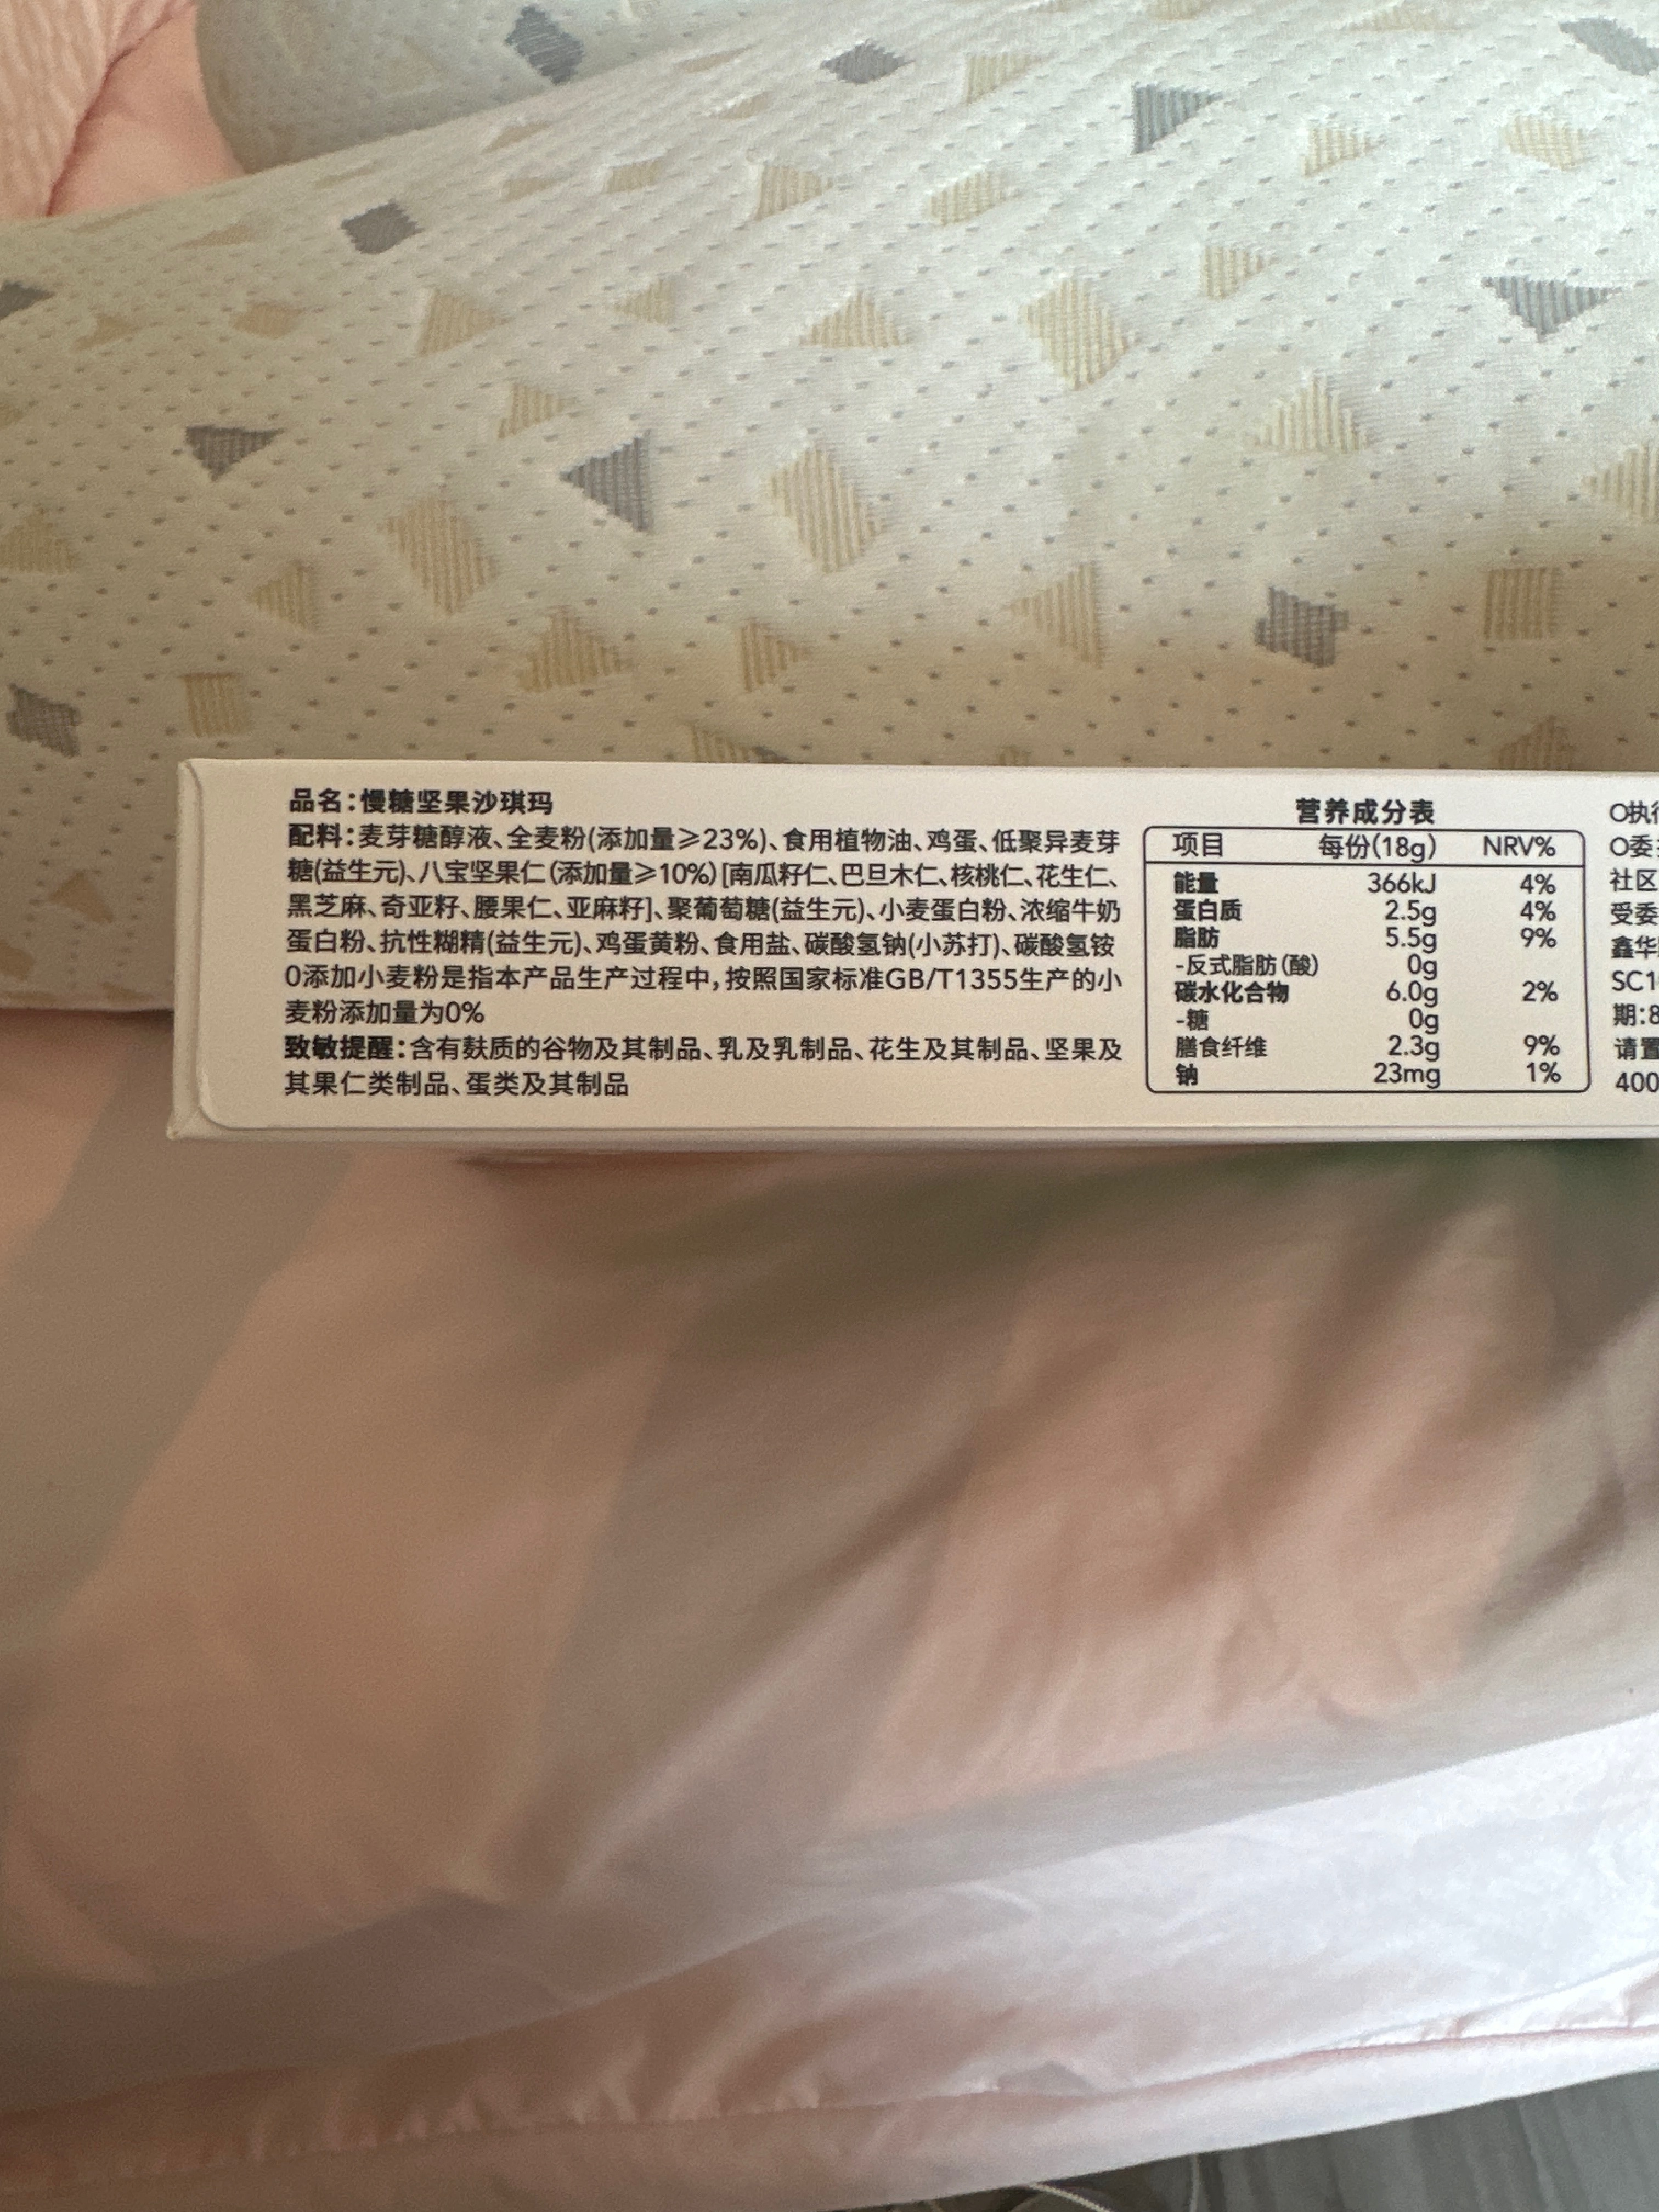 品名:慢糖坚果沙琪玛
配料:麦芽糖醇液、全麦粉(添加量≥23%)、食用植物油、鸡蛋、低聚异麦芽
糖(益生元)、八宝坚果仁(添加量≥10%)[南瓜籽仁、巴旦木仁、核桃仁、花生仁、
黑芝麻、奇亚籽、腰果仁、亚麻籽]、聚葡萄糖(益生元)、小麦蛋白粉、浓缩牛奶
蛋白粉、抗性糊精(益生元)、鸡蛋黄粉、食用盐、碳酸氢钠(小苏打)、碳酸氢铵
0添加小麦粉是指本产品生产过程中,按照国家标准GB/T1355生产的小
麦粉添加量为0%
致敏提醒:含有麸质的谷物及其制品、乳及乳制品、花生及其制品、坚果及
其果仁类制品、蛋类及其制品
营养成分表
项目 每份(18g) NRV%
能量 366kJ 4%
蛋白质 2.5g 4%
脂肪 5.5g 9%
-反式脂肪(酸) 0g
碳水化合物 6.0g 2%
-糖 0g
膳食纤维 2.3g 9%
钠 23mg 1%
O执行
O委
社区
受委
鑫华
SC1
期:8
请置
400